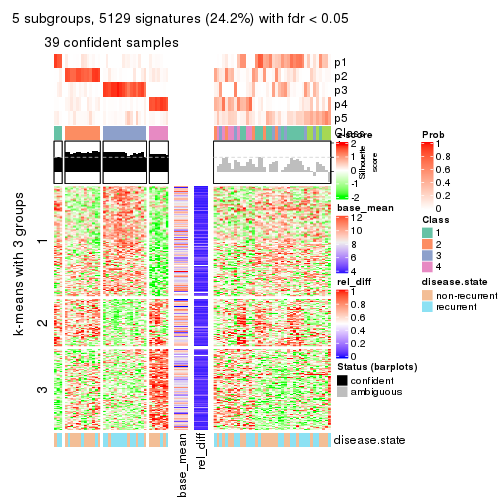 5 subgroups, 5129 signatures (24.2%) with fdr < 0.05
39 confident samples
p1
p2
p3
p4
p5
Class
Silhouette
score
k-means with 3 groups
1
2
3
base_mean
rel_diff
disease.state
z-score
2
1
0
-1
-2
base_mean
12
10
8
6
4
rel_diff
1
0.8
0.6
0.4
0.2
0
Status (barplots)
confident
ambiguous
Prob
1
0.8
0.6
0.4
0.2
0
Class
1
2
3
4
disease.state
non-recurrent
recurrent